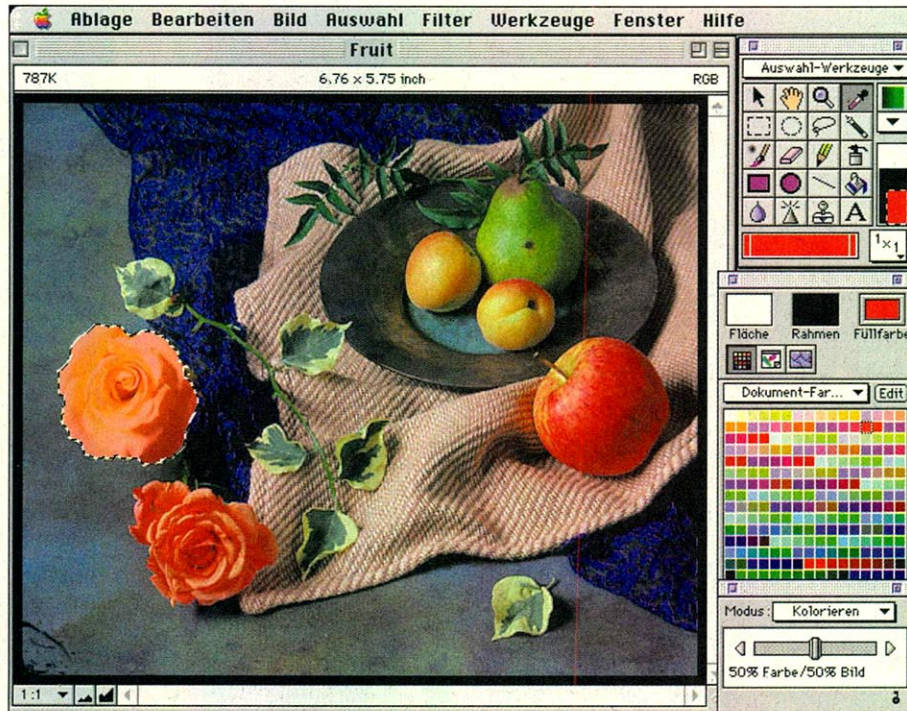 Ablage Bearbeiten Bild Auswahl Filter Werkzeuge Fenster Hilfe
Fruit
787K 6.76 x 5.75 inch RGB
Auswahl-Werkzeuge
A
1x1
Fläche Rahmen Füllfarbe
Dokument-Far... Edit
Modus: Kolorieren
50% Farbe/50% Bild
1:1